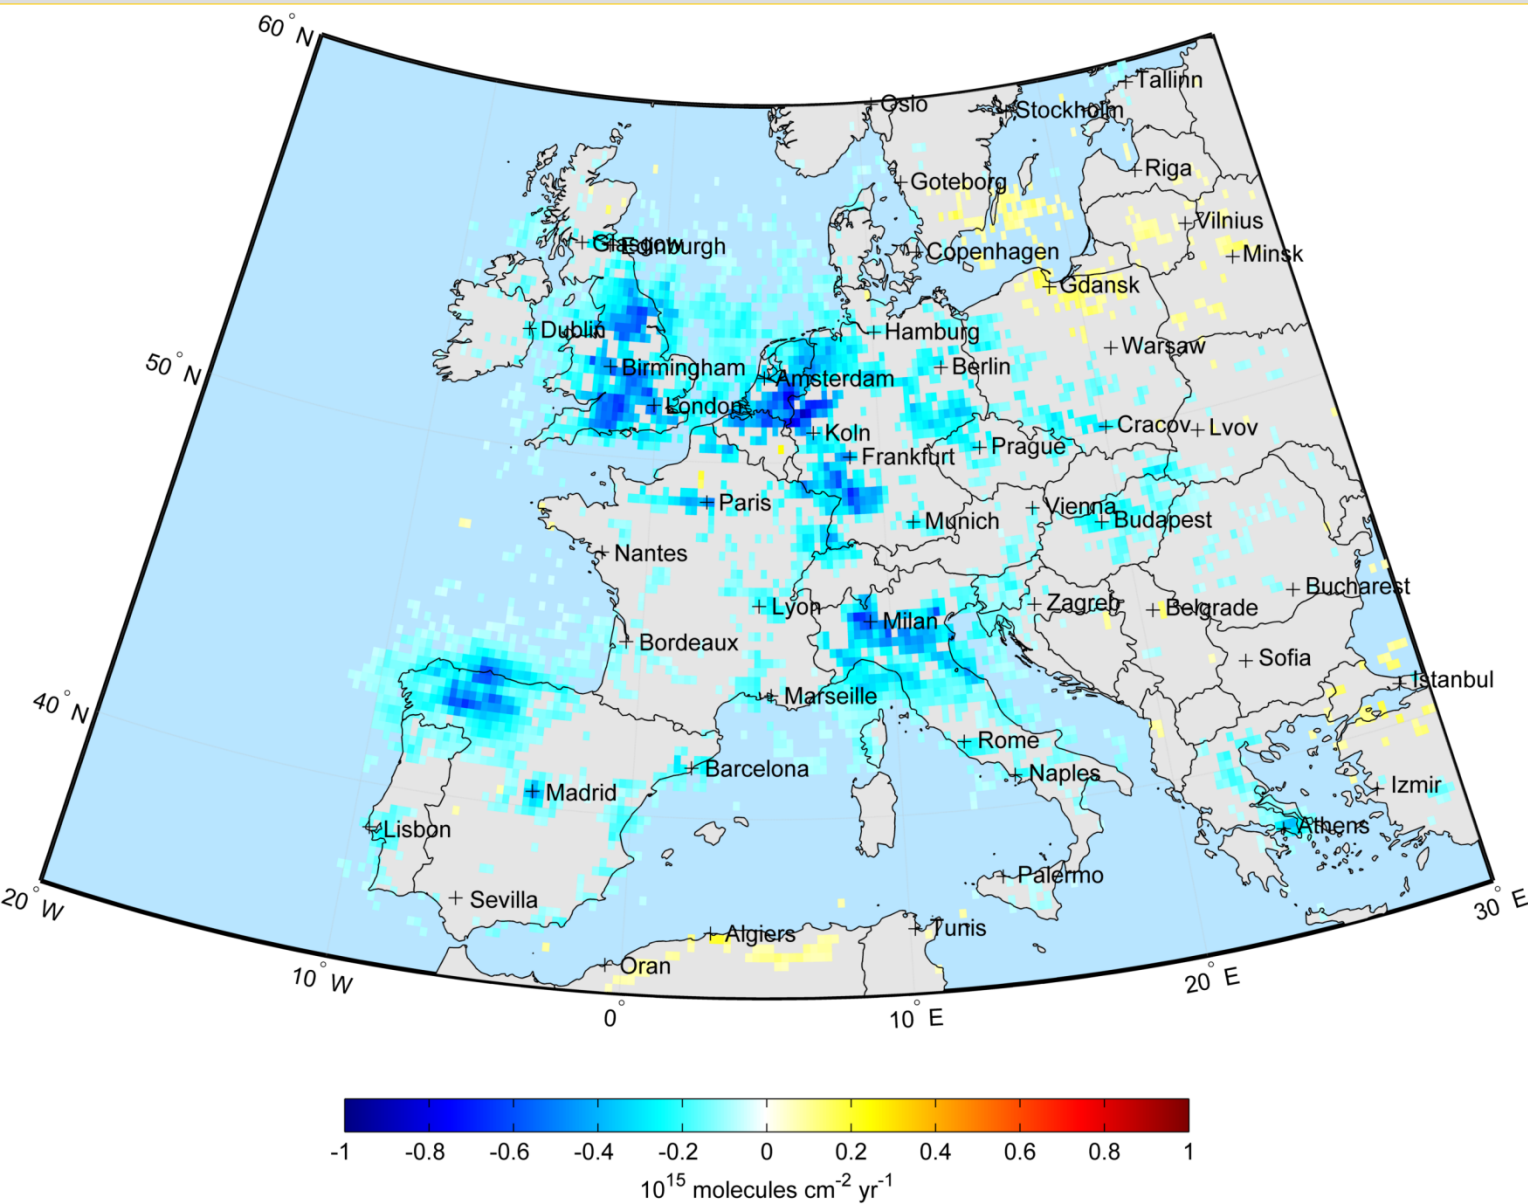 60° N
Tallinn
Oslo
Stockholm
Riga
Goteborg
Vilnius
Glasgow
Edinburgh
Copenhagen
Minsk
Gdansk
Dublin
Hamburg
Warsaw
50° N
Birmingham
Berlin
Amsterdam
London
Cracov
Lvov
Koln
Prague
Frankfurt
Paris
Vienna
Munich
Budapest
Nantes
Bucharest
Lyon
Zagreb
Belgrade
Milan
Bordeaux
Sofia
Istanbul
Marseille
40° N
Rome
Barcelona
Naples
Izmir
Madrid
Athens
Lisbon
Palermo
20° W
Sevilla
30° E
Tunis
Algiers
Oran
10° W
20° E
0°
10° E
-1 -0.8 -0.6 -0.4 -0.2 0 0.2 0.4 0.6 0.8 1
10^15 molecules cm^-2 yr^-1